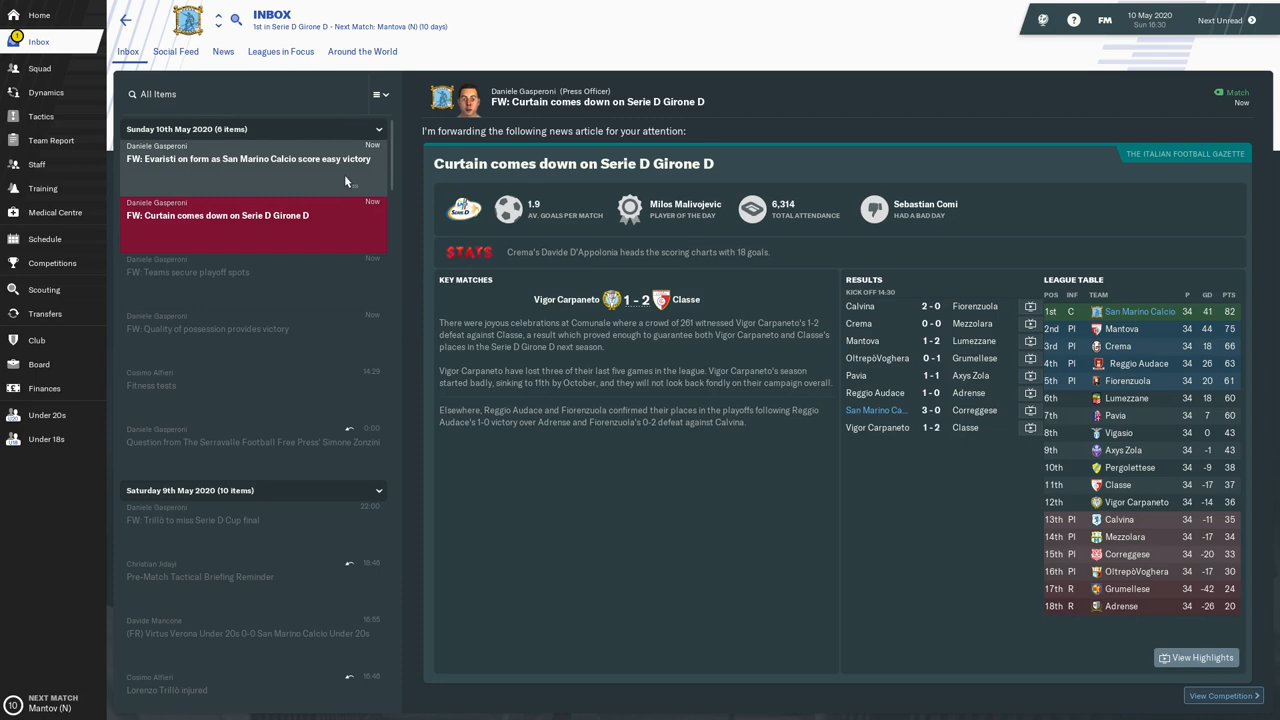 Home
1
Inbox
Squad
Dynamics
Tactics
Team Report
Staff
Training
Medical Centre
Schedule
Competitions
Scouting
Transfers
Club
Board
Finances
Under 20s
Under 18s
10
NEXT MATCH
Mantov (N)
INBOX
1st in Serie D Girone D - Next Match: Mantova (N) (10 days)
?
FM
10 May 2020
Sun 16:30
Next Unread
Inbox
Social Feed
News
Leagues in Focus
Around the World
All Items
Sunday 10th May 2020 (6 items)
Daniele Gasperoni Now
FW: Evaristi on form as San Marino Calcio score easy victory
Daniele Gasperoni Now
FW: Curtain comes down on Serie D Girone D
Daniele Gasperoni Now
FW: Teams secure playoff spots
Daniele Gasperoni Now
FW: Quality of possession provides victory
Cosimo Alfieri 14:29
Fitness tests
Daniele Gasperoni 0:00
Question from The Serravalle Football Free Press' Simone Zonzini
Saturday 9th May 2020 (10 items)
Daniele Gasperoni 22:00
FW: Trillò to miss Serie D Cup final
Christian Jidayi 18:46
Pre-Match Tactical Briefing Reminder
Davide Mancone 16:55
(FR) Virtus Verona Under 20s 0-0 San Marino Calcio Under 20s
Cosimo Alfieri 16:46
Lorenzo Trillò injured
Daniele Gasperoni (Press Officer)
FW: Curtain comes down on Serie D Girone D
Match
Now
I'm forwarding the following news article for your attention:
Curtain comes down on Serie D Girone D
THE ITALIAN FOOTBALL GAZETTE
1.9
AV. GOALS PER MATCH
Milos Malivojevic
PLAYER OF THE DAY
6,314
TOTAL ATTENDANCE
Sebastian Comi
HAD A BAD DAY
STATS
Crema's Davide D'Appolonia heads the scoring charts with 18 goals.
KEY MATCHES
Vigor Carpaneto 1 - 2 Classe
There were joyous celebrations at Comunale where a crowd of 261 witnessed Vigor Carpaneto's 1-2
defeat against Classe, a result which proved enough to guarantee both Vigor Carpaneto and Classe's
places in the Serie D Girone D next season.
Vigor Carpaneto have lost three of their last five games in the league. Vigor Carpaneto's season
started badly, sinking to 11th by October, and they will not look back fondly on their campaign overall.
Elsewhere, Reggio Audace and Fiorenzuola confirmed their places in the playoffs following Reggio
Audace's 1-0 victory over Adrense and Fiorenzuola's 0-2 defeat against Calvina.
RESULTS
KICK OFF 14:30
Calvina 2 - 0 Fiorenzuola
Crema 0 - 0 Mezzolara
Mantova 1 - 2 Lumezzane
OltrepòVoghera 0 - 1 Grumellese
Pavia 1 - 1 Axys Zola
Reggio Audace 1 - 0 Adrense
San Marino Ca... 3 - 0 Correggese
Vigor Carpaneto 1 - 2 Classe
LEAGUE TABLE
POS INF TEAM P GD PTS
1st C San Marino Calcio 34 41 82
2nd Pl Mantova 34 44 75
3rd Pl Crema 34 18 66
4th Pl Reggio Audace 34 26 63
5th Pl Fiorenzuola 34 20 61
6th Lumezzane 34 18 60
7th Pavia 34 7 60
8th Vigasio 34 0 43
9th Axys Zola 34 -1 43
10th Pergolettese 34 -9 38
11th Classe 34 -17 37
12th Vigor Carpaneto 34 -14 36
13th Pl Calvina 34 -11 35
14th Pl Mezzolara 34 -17 34
15th Pl Correggese 34 -20 33
16th Pl OltrepòVoghera 34 -17 30
17th R Grumellese 34 -42 24
18th R Adrense 34 -26 20
View Highlights
View Competition